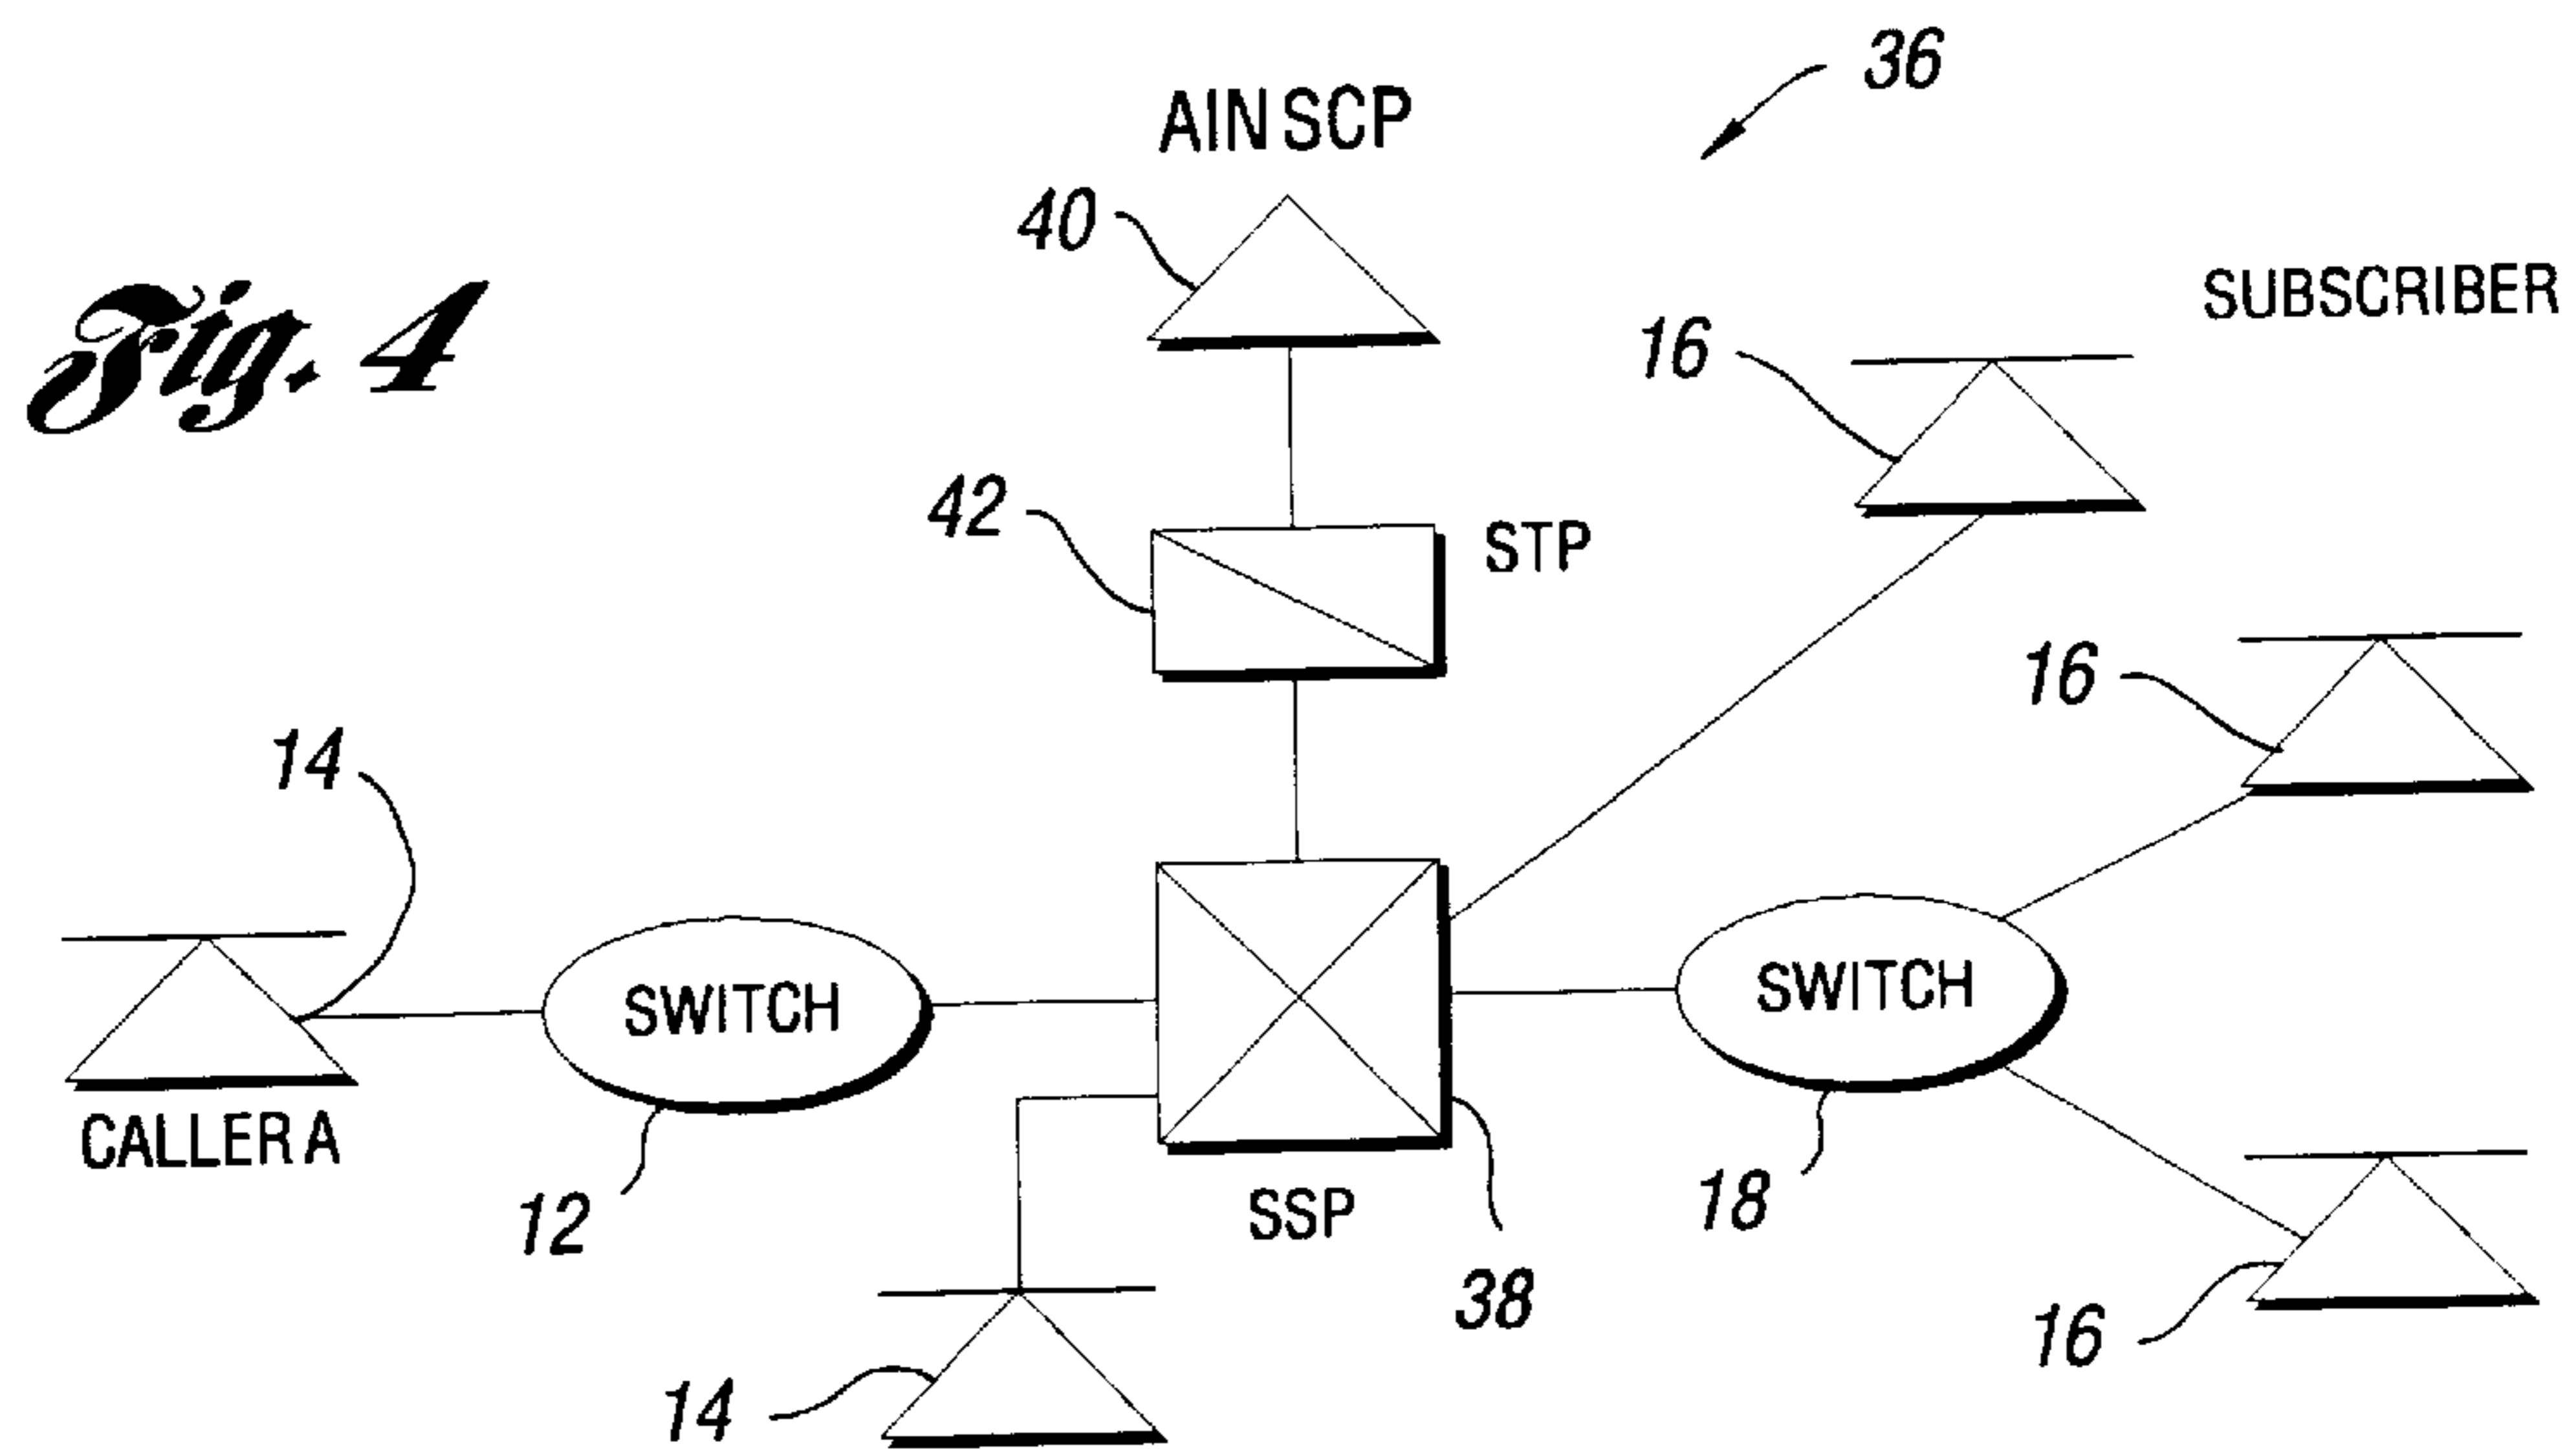 36
AIN SCP
40
SUBSCRIBER
Fig. 4
16
42
STP
16
14
SWITCH
SWITCH
CALLER A
12
SSP
18
38
16
14